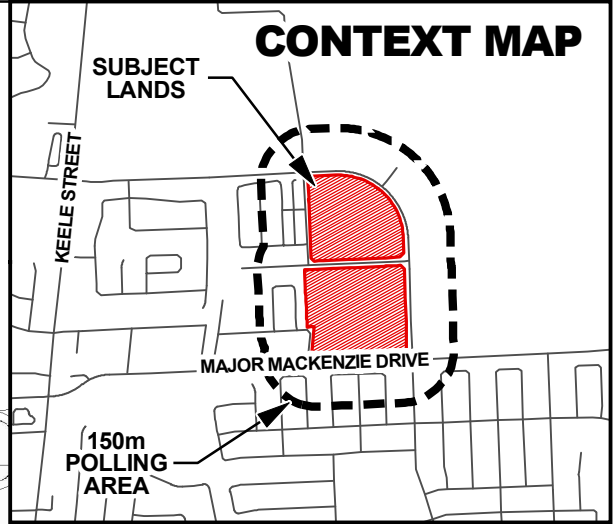 CONTEXT MAP
SUBJECT
LANDS
KEELE STREET
MAJOR MACKENZIE DRIVE
150m
POLLING
AREA